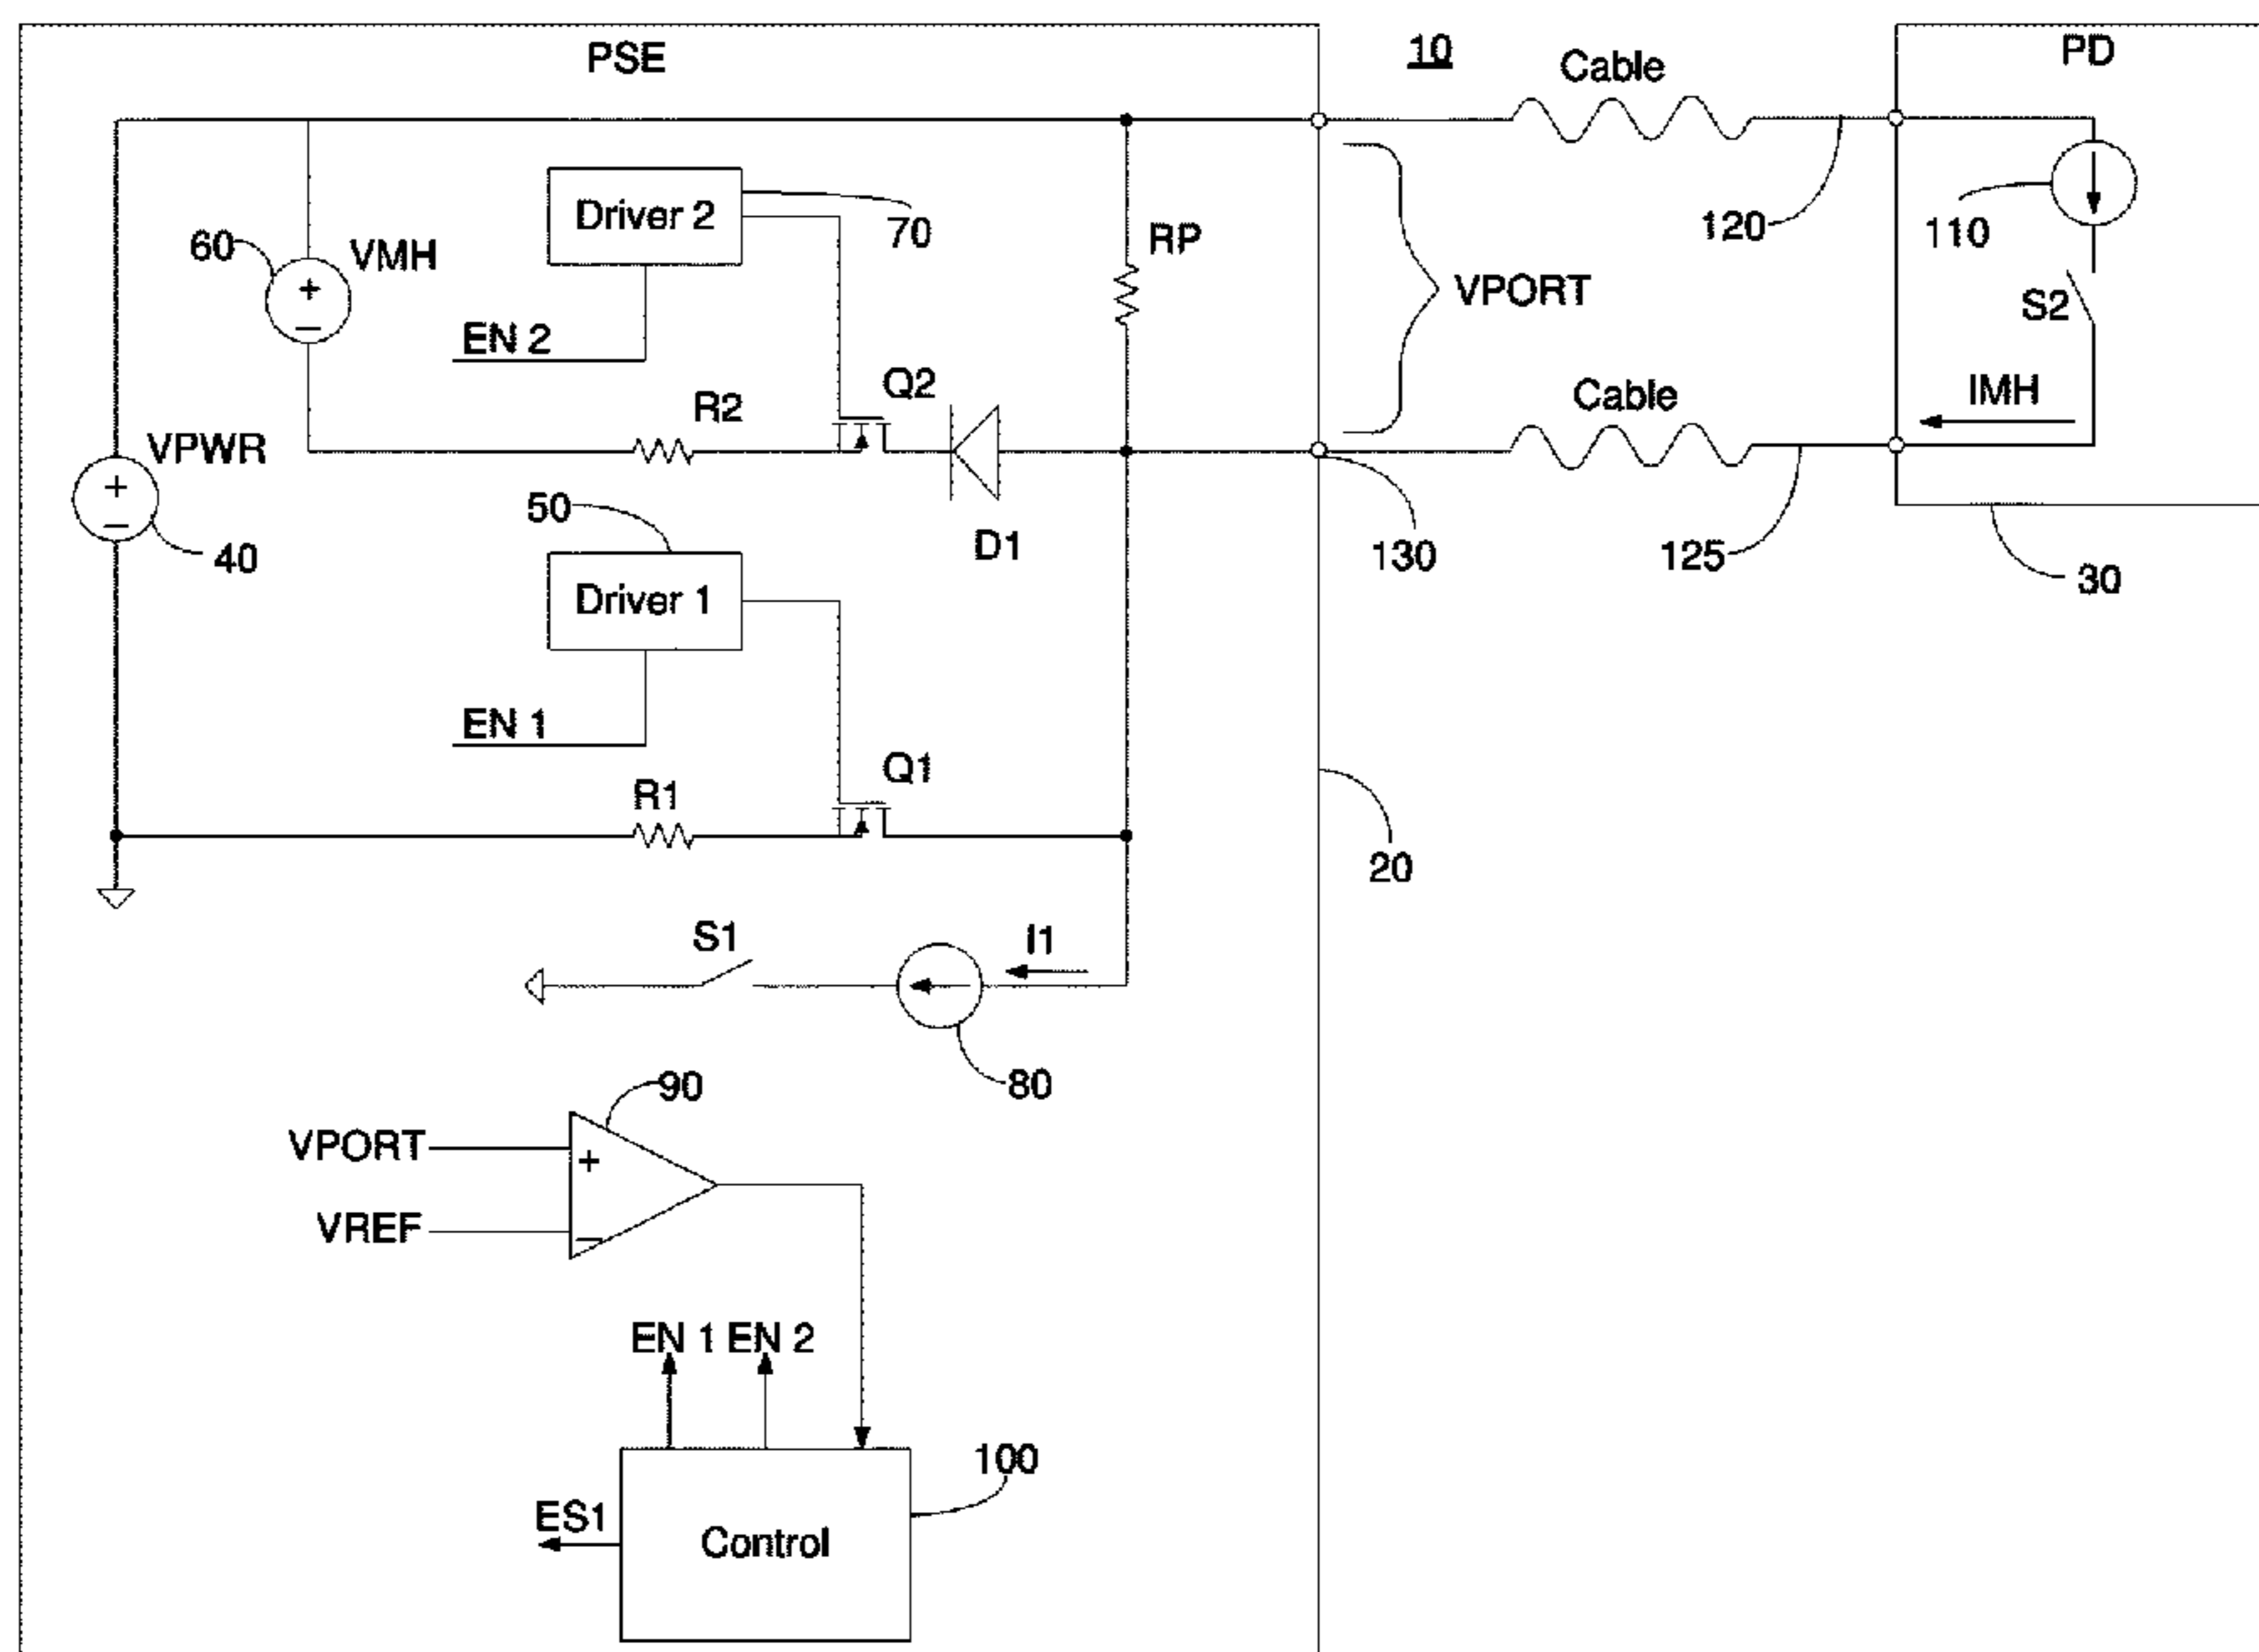 PSE
10
Cable
PD
Driver 2
70
RP
120
110
60
VMH
VPORT
S2
EN 2
Q2
Cable
IMH
R2
VPWR
50
D1
130
125
30
40
Driver 1
EN 1
Q1
R1
20
S1
I1
80
90
VPORT
+
VREF
−
EN 1 EN 2
100
ES1
Control